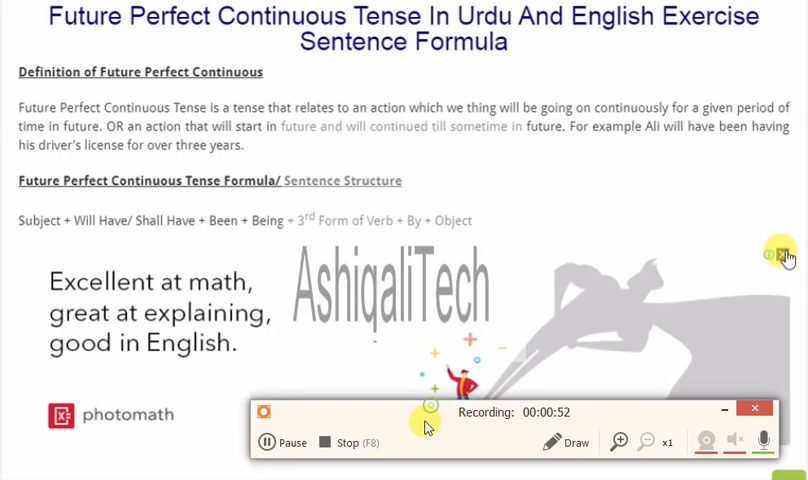 Future Perfect Continuous Tense In Urdu And English Exercise
Sentence Formula
Definition of Future Perfect Continuous
Future Perfect Continuous Tense is a tense that relates to an action which we thing will be going on continuously for a given period of
time in future. OR an action that will start in future and will continued till sometime in future. For example Ali will have been having
his driver's license for over three years.
Future Perfect Continuous Tense Formula/ Sentence Structure
Subject + Will Have/ Shall Have + Been + Being + 3rd Form of Verb + By + Object
AshiqaliTech
Excellent at math,
great at explaining,
good in English.
photomath
Recording: 00:00:52
Pause Stop (F8) Draw x1